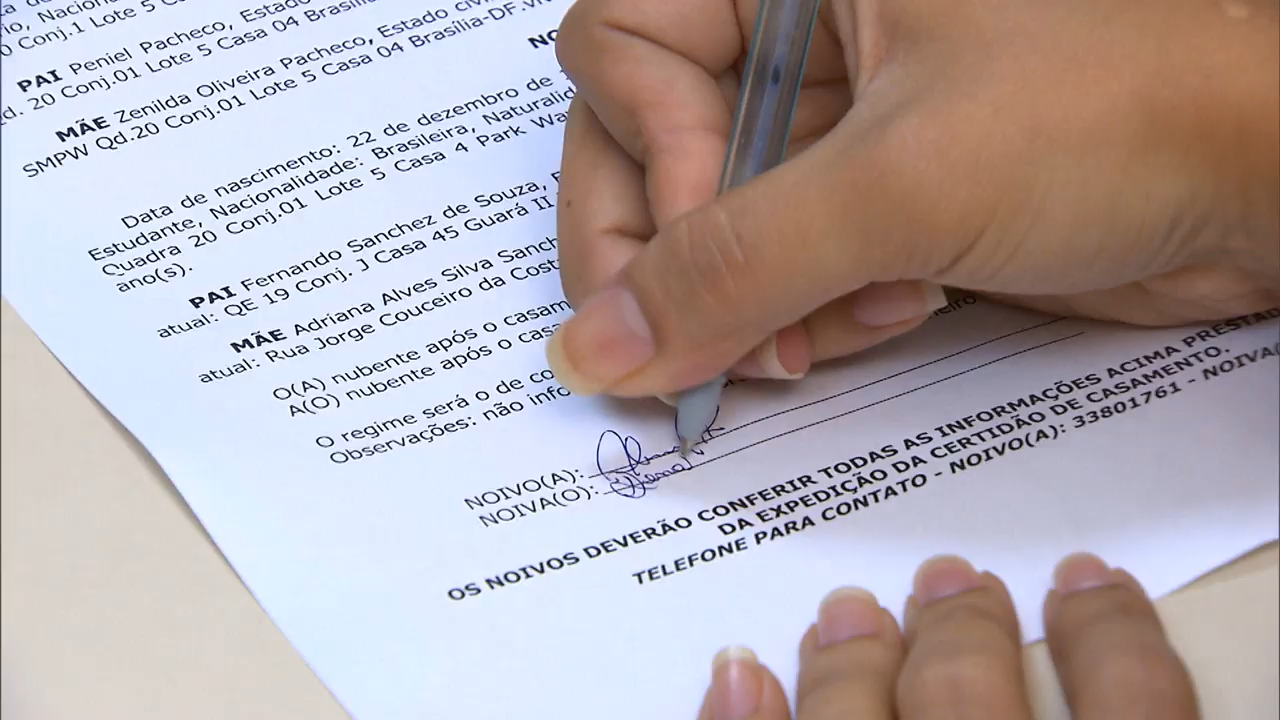 rio, Nacional
0 Conj.1 Lote 5 Casa 04 Brasília
PAI Peniel Pacheco, Estado
d. 20 Conj.01 Lote 5 Casa 04 Brasília-DF.
MÃE Zenilda Oliveira Pacheco, Estado civil
SMPW Qd.20 Conj.01 Lote 5 Casa 04 Brasília-DF.
NO
Data de nascimento: 22 de dezembro de
Estudante, Nacionalidade: Brasileira, Naturalid
Quadra 20 Conj.01 Lote 5 Casa 4 Park Wa
ano(s).
PAI Fernando Sanchez de Souza,
atual: QE 19 Conj. J Casa 45 Guará II
MÃE Adriana Alves Silva Sanch
atual: Rua Jorge Couceiro da Cost
O(A) nubente após o casam
A(O) nubente após o casa
O regime será o de co
Observações: não info
NOIVO(A):
NOIVA(O):
OS NOIVOS DEVERÃO CONFERIR TODAS AS INFORMAÇÕES ACIMA PRESTAD
DA EXPEDIÇÃO DA CERTIDÃO DE CASAMENTO.
TELEFONE PARA CONTATO - NOIVO(A): 33801761 - NOIVA(